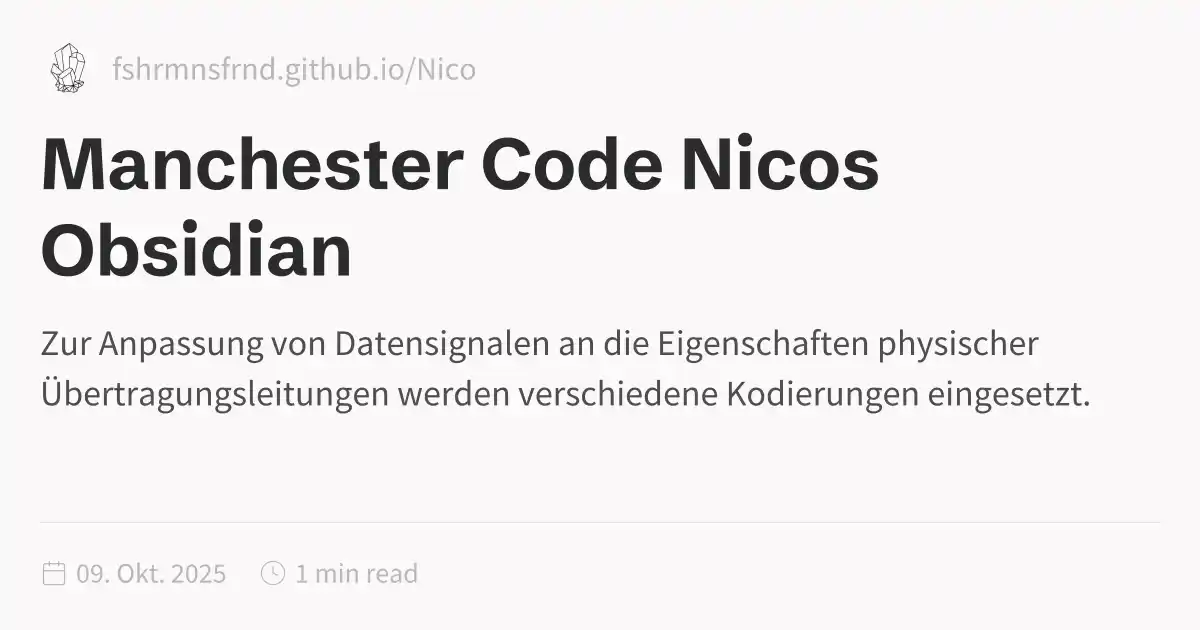 fshrmnsfrnd.github.io/Nico
Manchester Code Nicos
Obsidian
Zur Anpassung von Datensignalen an die Eigenschaften physischer
Übertragungsleitungen werden verschiedene Kodierungen eingesetzt.
09. Okt. 2025 1 min read